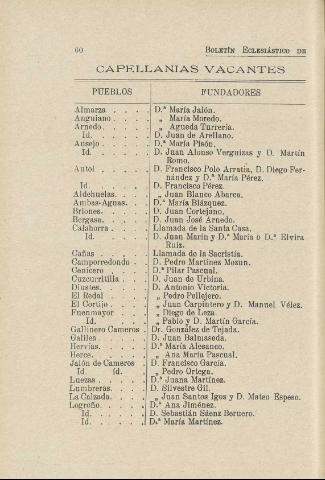 60 BOLETÍN ECLESIÁSTICO DE
CAPELLANIAS VACANTES
PUEBLOS FUNDADORES
Almarza . . . . D.ª María Jalón.
Anguiano . . . . „ María Moredo.
Arnedo . . . . „ Agueda Turrería.
Id. . . . . D. Juan de Arellano.
Ausejo . . . . D.ª María Pisón.
Id. . . . . D. Juan Alonso Verguizas y D. Martín
Romo.
Autol . . . . D. Francisco Polo Arratia, D. Diego Fer-
nández y D.ª María Pérez.
Id. . . . . D. Francisco Pérez.
Aldehuelas. . . . „ Juan Blanco Abarca.
Ambas-Aguas. . . D.ª María Blázquez.
Briones. . . . . D. Juan Cortejano.
Bergasa. . . . . D. Juan José Arnedo.
Calahorra . . . . Llamada de la Santa Casa.
Id. . . . . D. Juan Marín y D.ª María o D.ª Elvira
Ruiz.
Cañas . . . . Llamada de la Sacristía.
Camporredondo . . D. Pedro Martínez Mozun.
Cenicero . . . . D.ª Pilar Pascual.
Cuzcurritilla . . . D. Juan de Urbina.
Diustes. . . . . D. Antonio Victoria.
El Redal . . . . „ Pedro Pellejero.
El Cortijo . . . . „ Juan Carpintero y D. Manuel Vélez.
Fuenmayor . . . „ Diego de Leza.
Id. . . . . „ Pablo y D. Martín García.
Gallinero Cameros . Dr. González de Tejada.
Galilea . . . . D. Juan Balmaseda.
Hervías. . . . . D.ª María Alesanco.
Herce. . . . . „ Ana María Pascual.
Jalón de Cameros . D. Francisco García.
Id. íd. . . . „ Pedro Ortega.
Luezas . . . . D.ª Juana Martínez.
Lumbreras. . . . D. Silvestre Gil.
La Calzada. . . . „ Juan Santos Igos y D. Mateo Espeso.
Logroño. . . . . D.ª Ana Jiménez.
Id. . . . . D. Sebastián Sáenz Beruero.
Id. . . . . D.ª María Martínez.